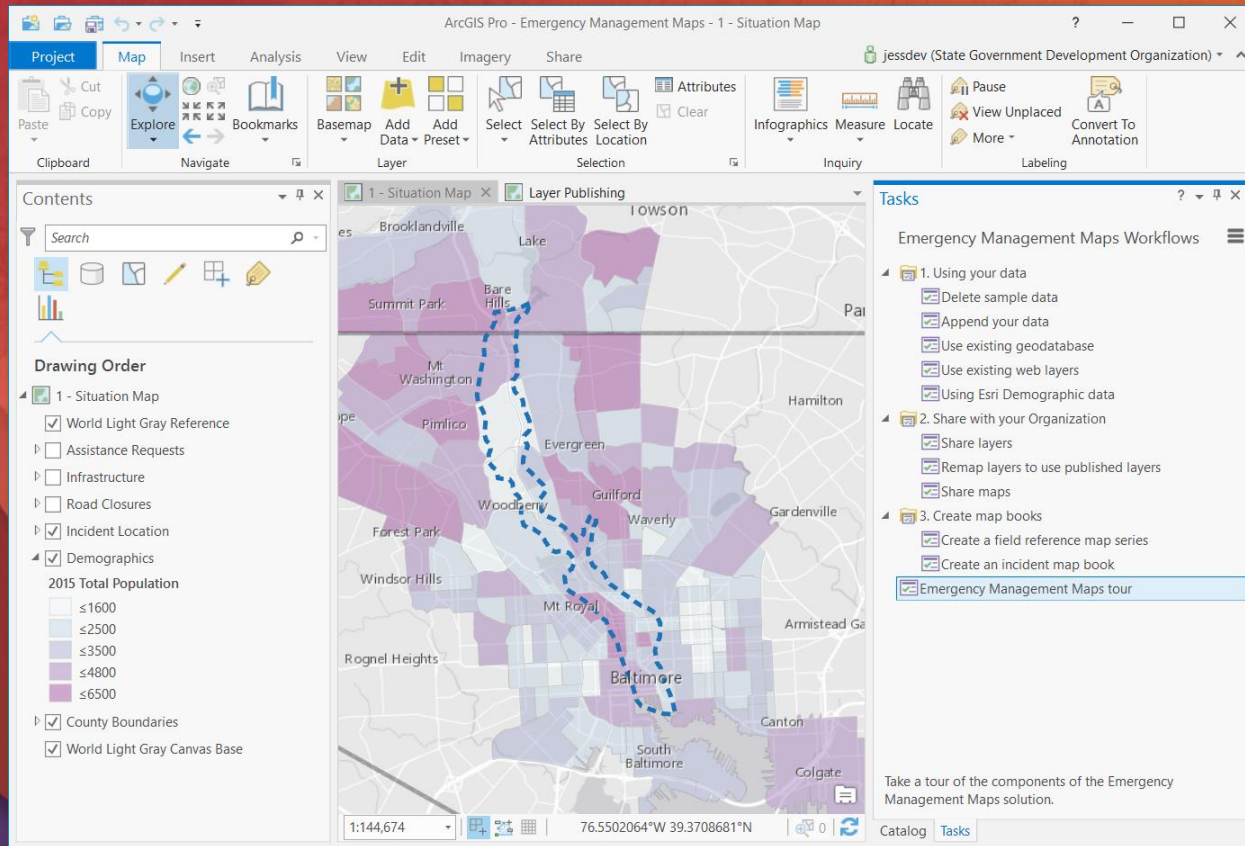 ArcGIS Pro - Emergency Management Maps - 1 - Situation Map
?
Project Map Insert Analysis View Edit Imagery Share
jessdev (State Government Development Organization)
Paste
Cut
Copy
Clipboard
Explore
Bookmarks
Navigate
Basemap
Add Data
Add Preset
Layer
Select
Select By Attributes
Select By Location
Attributes
Clear
Selection
Infographics
Measure
Locate
Inquiry
Pause
View Unplaced
More
A
Convert To Annotation
Labeling
Contents
Search
Drawing Order
1 - Situation Map
World Light Gray Reference
Assistance Requests
Infrastructure
Road Closures
Incident Location
Demographics
2015 Total Population
≤1600
≤2500
≤3500
≤4800
≤6500
County Boundaries
World Light Gray Canvas Base
1 - Situation Map
Layer Publishing
Towson
Brooklandville
es
Lake
Bare Hills
Summit Park
Par
Mt Washington
Hamilton
ope
Pimlico
Evergreen
Guilford
Woodberry
Waverly
Gardenville
Forest Park
Windsor Hills
Mt Royal
Armistead Ga
Rognel Heights
Baltimore
Canton
South Baltimore
Colgate
1:144,674
76.5502064°W 39.3708681°N
0
Tasks
?
Emergency Management Maps Workflows
1. Using your data
Delete sample data
Append your data
Use existing geodatabase
Use existing web layers
Using Esri Demographic data
2. Share with your Organization
Share layers
Remap layers to use published layers
Share maps
3. Create map books
Create a field reference map series
Create an incident map book
Emergency Management Maps tour
Take a tour of the components of the Emergency
Management Maps solution.
Catalog Tasks